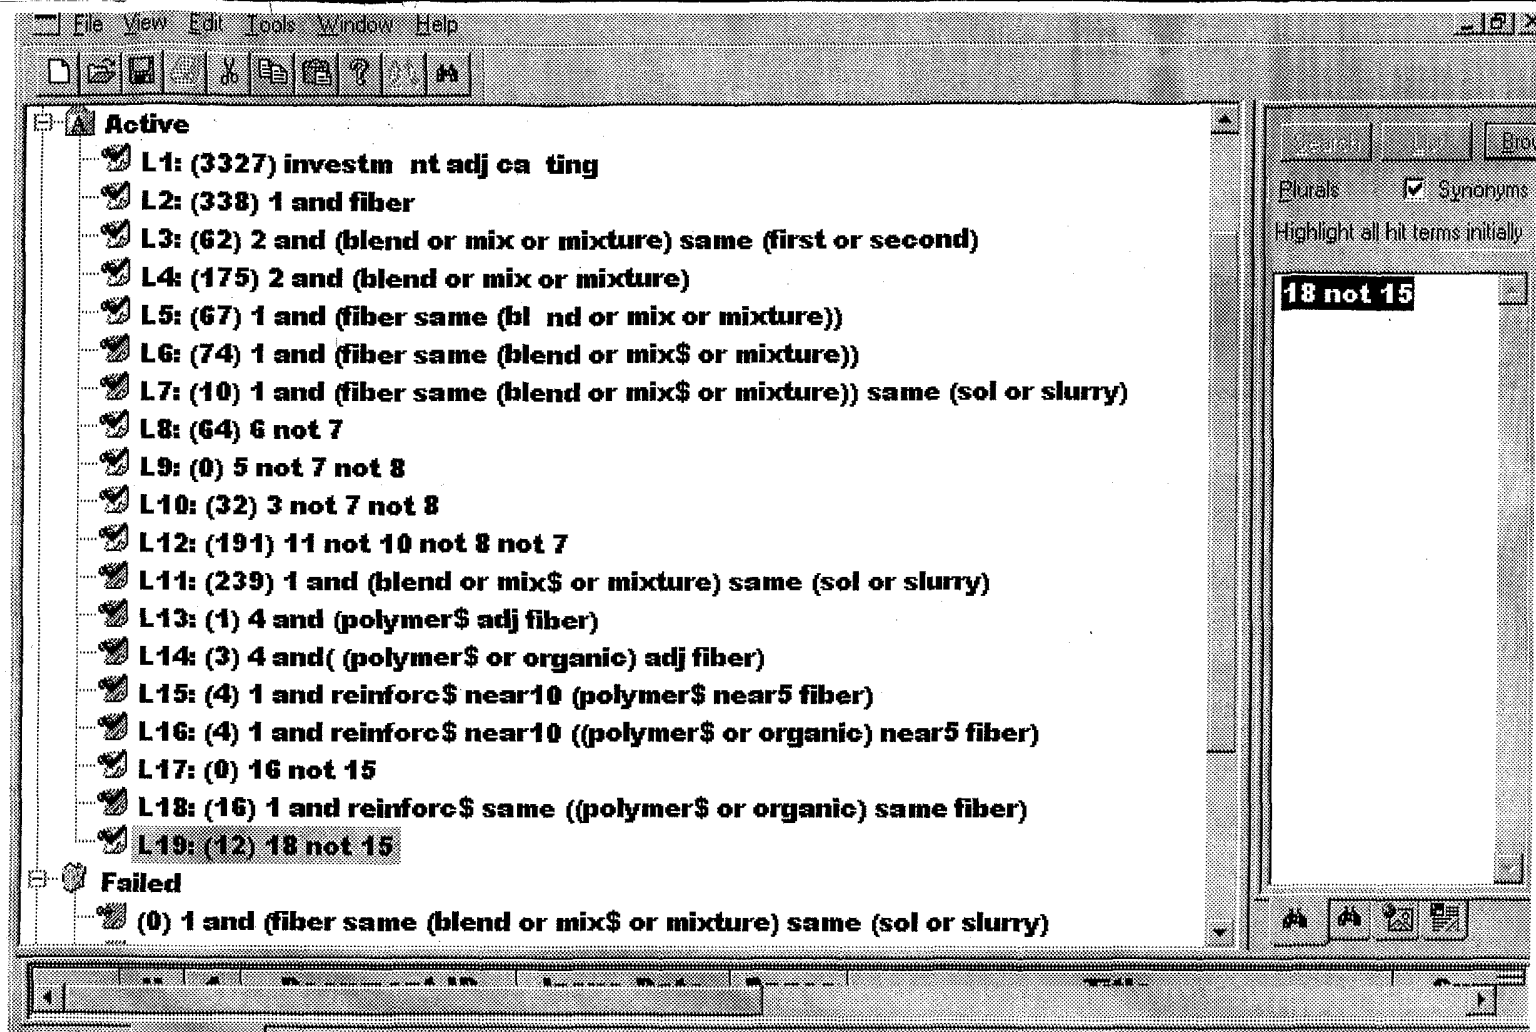 File View Edit Tools Window Help
Active
L1: (3327) investm nt adj ca ting
L2: (338) 1 and fiber
L3: (62) 2 and (blend or mix or mixture) same (first or second)
L4: (175) 2 and (blend or mix or mixture)
L5: (67) 1 and (fiber same (bl nd or mix or mixture))
L6: (74) 1 and (fiber same (blend or mix$ or mixture))
L7: (10) 1 and (fiber same (blend or mix$ or mixture)) same (sol or slurry)
L8: (64) 6 not 7
L9: (0) 5 not 7 not 8
L10: (32) 3 not 7 not 8
L12: (191) 11 not 10 not 8 not 7
L11: (239) 1 and (blend or mix$ or mixture) same (sol or slurry)
L13: (1) 4 and (polymer$ adj fiber)
L14: (3) 4 and( (polymer$ or organic) adj fiber)
L15: (4) 1 and reinforc$ near10 (polymer$ near5 fiber)
L16: (4) 1 and reinforc$ near10 ((polymer$ or organic) near5 fiber)
L17: (0) 16 not 15
L18: (16) 1 and reinforc$ same ((polymer$ or organic) same fiber)
L19: (12) 18 not 15
Failed
(0) 1 and (fiber same (blend or mix$ or mixture) same (sol or slurry)
Brow
Plurals Synonyms
Highlight all hit terms initially
18 not 15